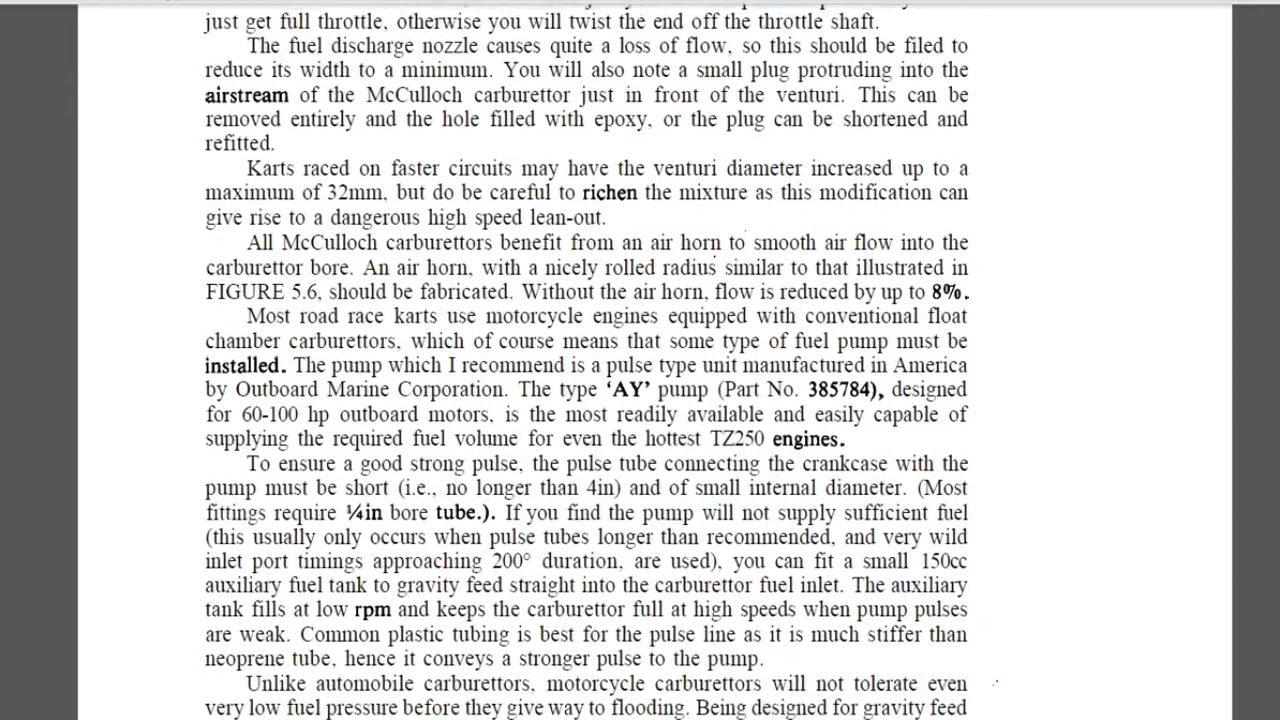 just get full throttle, otherwise you will twist the end off the throttle shaft.
The fuel discharge nozzle causes quite a loss of flow, so this should be filed to
reduce its width to a minimum. You will also note a small plug protruding into the
airstream of the McCulloch carburettor just in front of the venturi. This can be
removed entirely and the hole filled with epoxy, or the plug can be shortened and
refitted.
Karts raced on faster circuits may have the venturi diameter increased up to a
maximum of 32mm, but do be careful to richen the mixture as this modification can
give rise to a dangerous high speed lean-out.
All McCulloch carburettors benefit from an air horn to smooth air flow into the
carburettor bore. An air horn, with a nicely rolled radius similar to that illustrated in
FIGURE 5.6, should be fabricated. Without the air horn, flow is reduced by up to 8%.
Most road race karts use motorcycle engines equipped with conventional float
chamber carburettors, which of course means that some type of fuel pump must be
installed. The pump which I recommend is a pulse type unit manufactured in America
by Outboard Marine Corporation. The type ‘AY’ pump (Part No. 385784), designed
for 60-100 hp outboard motors, is the most readily available and easily capable of
supplying the required fuel volume for even the hottest TZ250 engines.
To ensure a good strong pulse, the pulse tube connecting the crankcase with the
pump must be short (i.e., no longer than 4in) and of small internal diameter. (Most
fittings require ¼in bore tube.). If you find the pump will not supply sufficient fuel
(this usually only occurs when pulse tubes longer than recommended, and very wild
inlet port timings approaching 200° duration, are used), you can fit a small 150cc
auxiliary fuel tank to gravity feed straight into the carburettor fuel inlet. The auxiliary
tank fills at low rpm and keeps the carburettor full at high speeds when pump pulses
are weak. Common plastic tubing is best for the pulse line as it is much stiffer than
neoprene tube, hence it conveys a stronger pulse to the pump.
Unlike automobile carburettors, motorcycle carburettors will not tolerate even
very low fuel pressure before they give way to flooding. Being designed for gravity feed